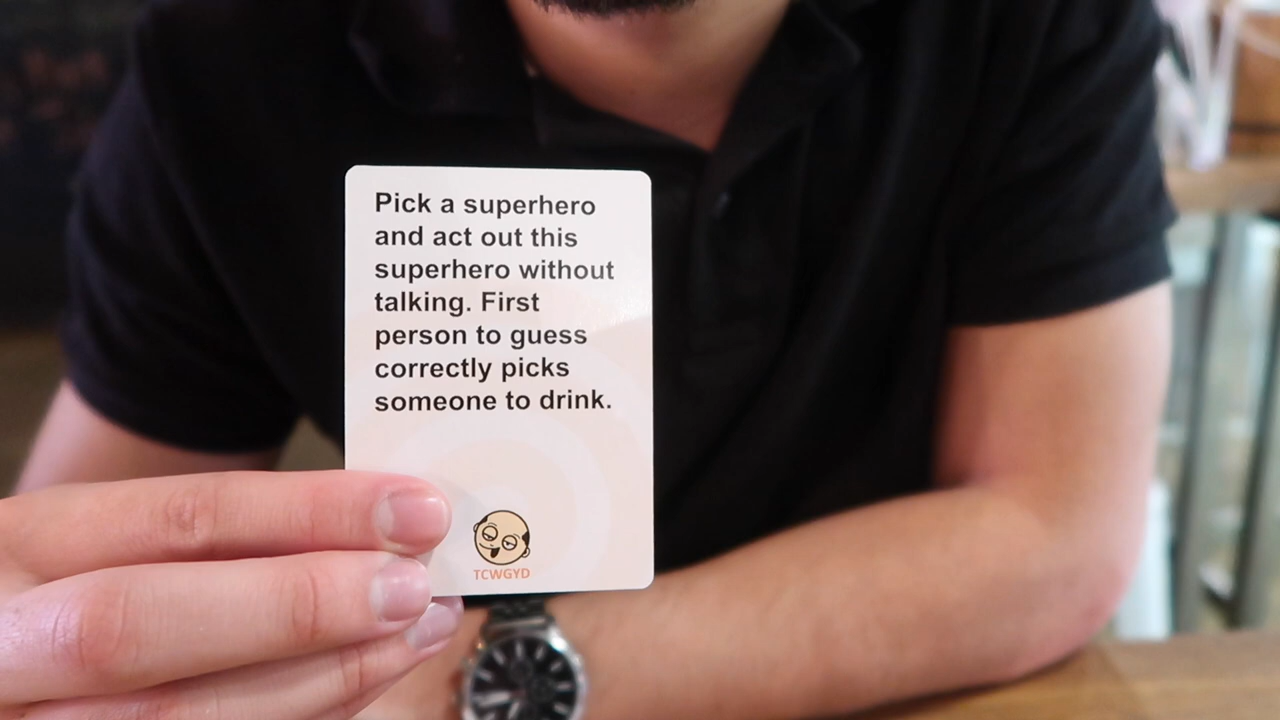 Pick a superhero
and act out this
superhero without
talking. First
person to guess
correctly picks
someone to drink.
TCWGYD